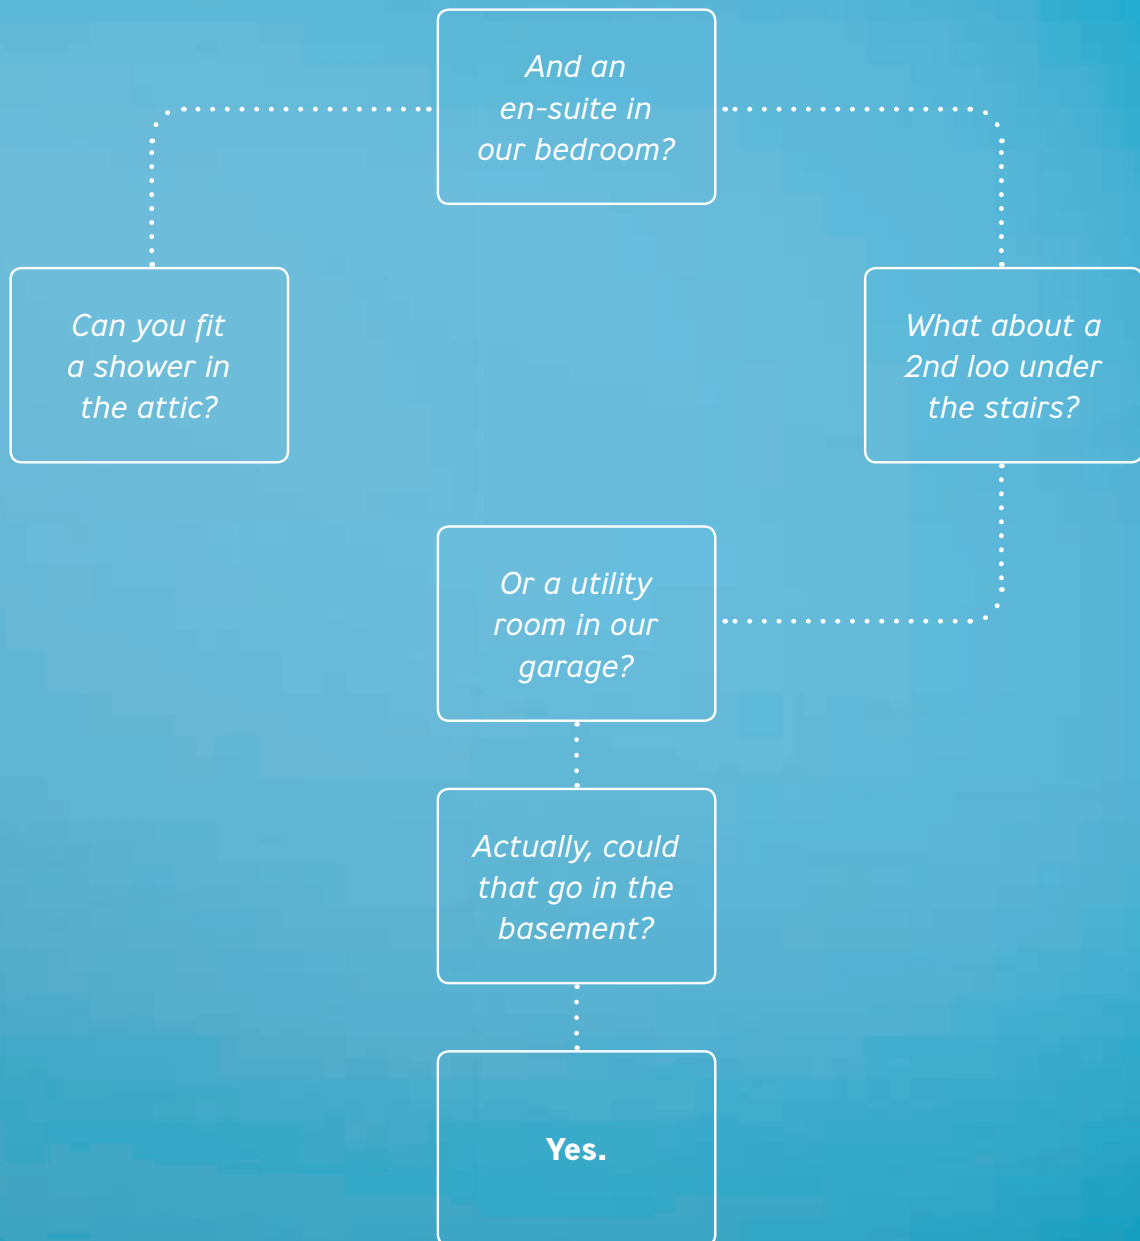 And an
en-suite in
our bedroom?
Can you fit
a shower in
the attic?
What about a
2nd loo under
the stairs?
Or a utility
room in our
garage?
Actually, could
that go in the
basement?
Yes.